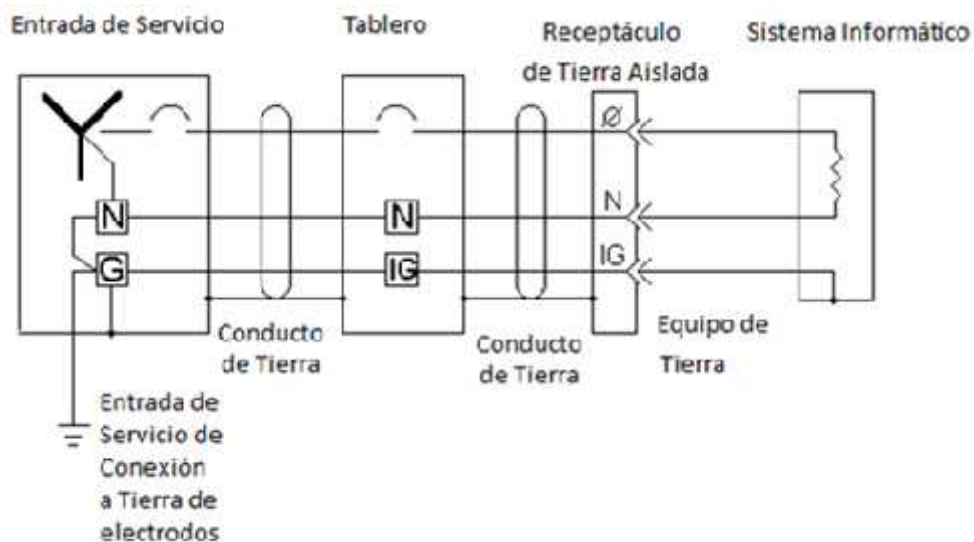 Entrada de Servicio
Tablero
Receptáculo
de Tierra Aislada
Sistema Informático
Ø
N
N
N
G
IG
IG
Conducto
de Tierra
Conducto
de Tierra
Equipo de
Tierra
Entrada de
Servicio de
Conexión
a Tierra de
electrodos